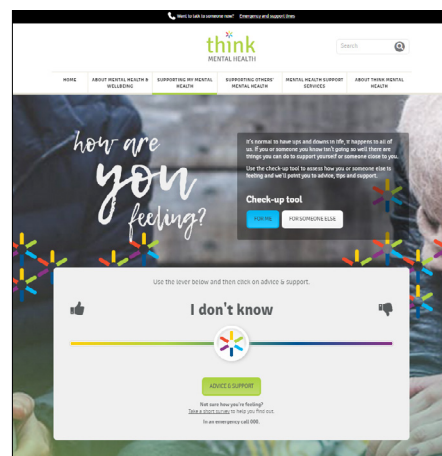 Want to talk to someone now? Emergency and support lines
think
MENTAL HEALTH
Search
HOME
ABOUT MENTAL HEALTH &
WELLBEING
SUPPORTING MY MENTAL
HEALTH
SUPPORTING OTHERS'
MENTAL HEALTH
MENTAL HEALTH SUPPORT
SERVICES
ABOUT THINK MENTAL
HEALTH
how are
you
feeling?
It's normal to have ups and downs in life, it happens to all of
us. If you or someone you know isn't going so well there are
things you can do to support yourself or someone close to you.
Use the check-up tool to assess how you or someone else is
feeling and we'll point you to advice, tips and support.
Check-up tool
FOR ME
FOR SOMEONE ELSE
Use the lever below and then click on advice & support.
I don't know
ADVICE & SUPPORT
Not sure how you're feeling?
Take a short survey to help you find out.
In an emergency call 000.